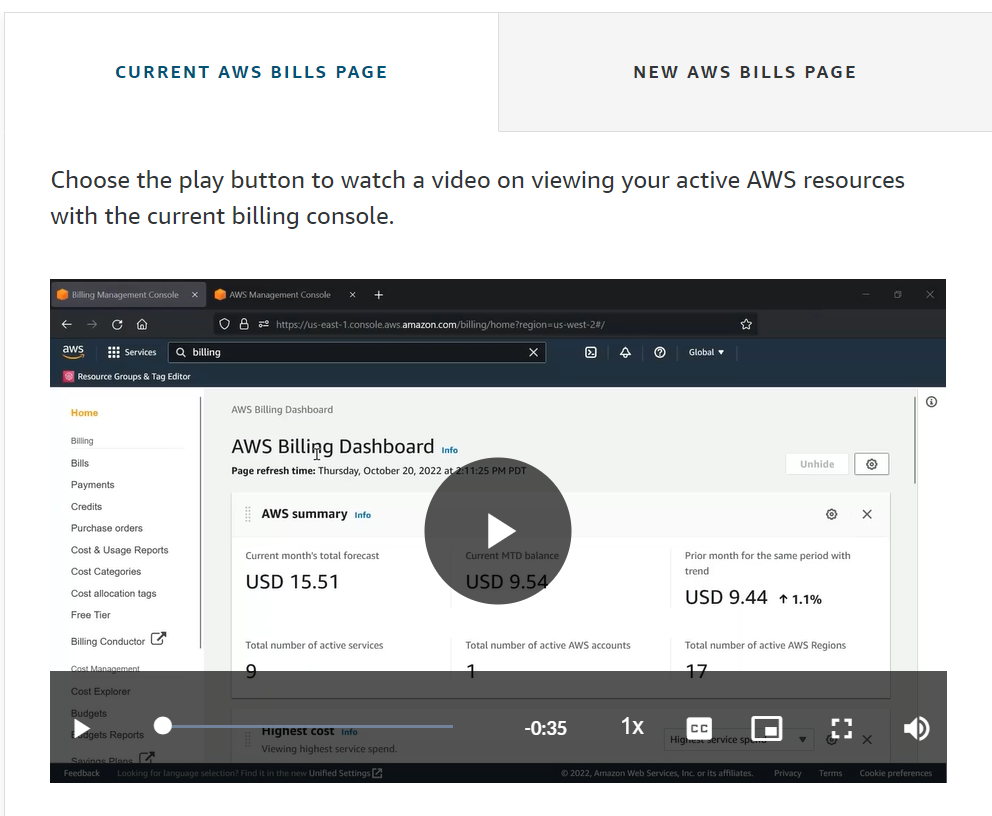 CURRENT AWS BILLS PAGE
NEW AWS BILLS PAGE
Choose the play button to watch a video on viewing your active AWS resources
with the current billing console.
Billing Management Console
AWS Management Console
https://us-east-1.console.aws.amazon.com/billing/home?region=us-west-2#/
aws
Services
billing
Global
Resource Groups & Tag Editor
Home
Billing
Bills
Payments
Credits
Purchase orders
Cost & Usage Reports
Cost Categories
Cost allocation tags
Free Tier
Billing Conductor
Cost Management
Cost Explorer
Budgets
Budgets Reports
Savings Plans
AWS Billing Dashboard
AWS Billing Dashboard Info
Page refresh time: Thursday, October 20, 2022 at 2:11:25 PM PDT
Unhide
AWS summary Info
Current month's total forecast
USD 15.51
Current MTD balance
USD 9.54
Prior month for the same period with
trend
USD 9.44 ↑ 1.1%
Total number of active services
9
Total number of active AWS accounts
1
Total number of active AWS Regions
17
Highest cost Info
Viewing highest service spend.
Highest service spend
-0:35
1x
CC
Feedback
Looking for language selection? Find it in the new Unified Settings
© 2022, Amazon Web Services, Inc. or its affiliates.
Privacy
Terms
Cookie preferences